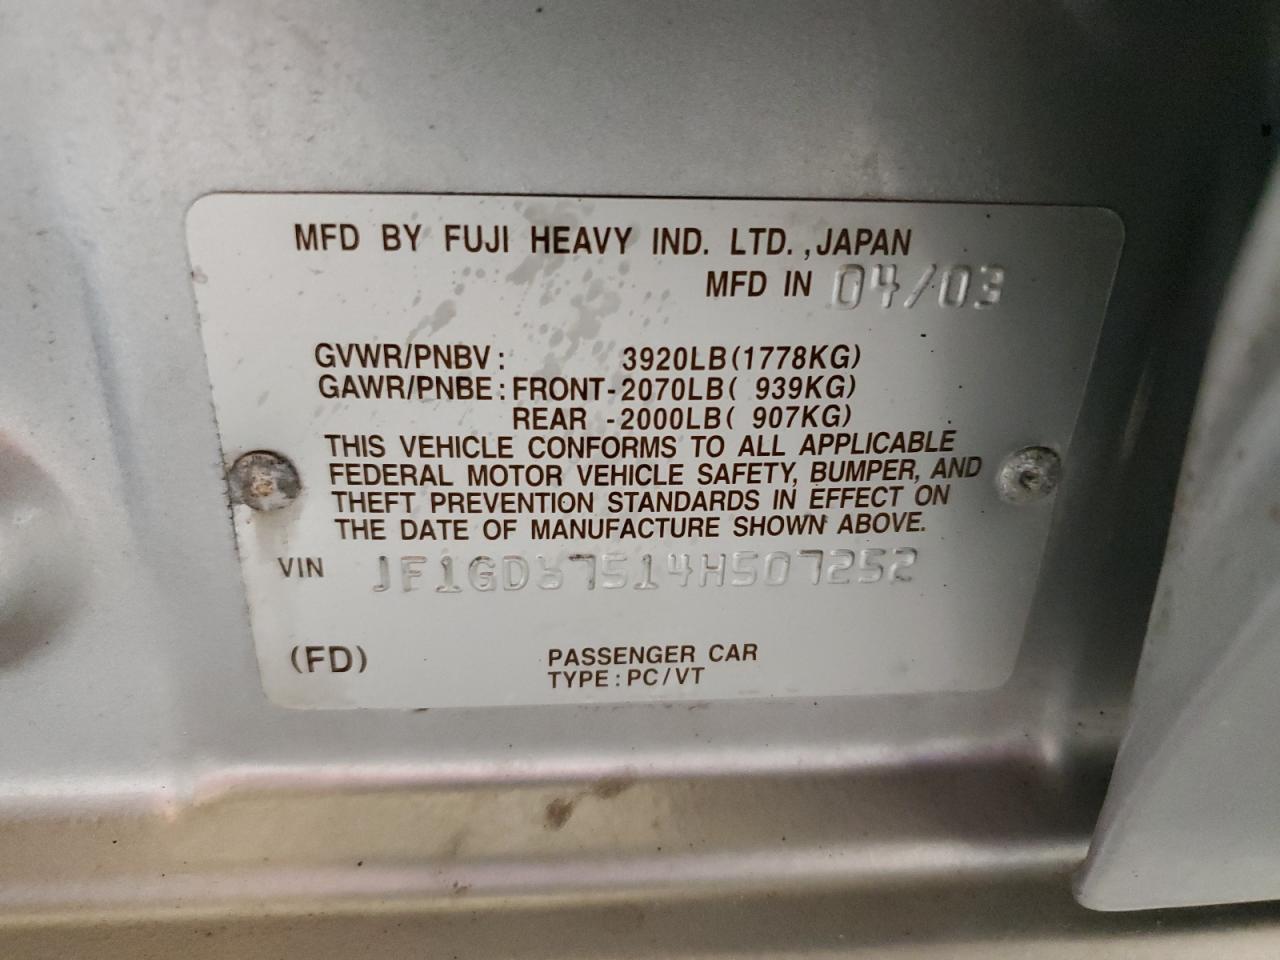 MFD BY FUJI HEAVY IND. LTD., JAPAN
MFD IN 04/03
GVWR/PNBV: 3920LB(1778KG)
GAWR/PNBE: FRONT-2070LB( 939KG)
REAR -2000LB( 907KG)
THIS VEHICLE CONFORMS TO ALL APPLICABLE
FEDERAL MOTOR VEHICLE SAFETY, BUMPER, AND
THEFT PREVENTION STANDARDS IN EFFECT ON
THE DATE OF MANUFACTURE SHOWN ABOVE.
VIN JF1GD67514H507252
(FD) PASSENGER CAR
TYPE: PC/VT